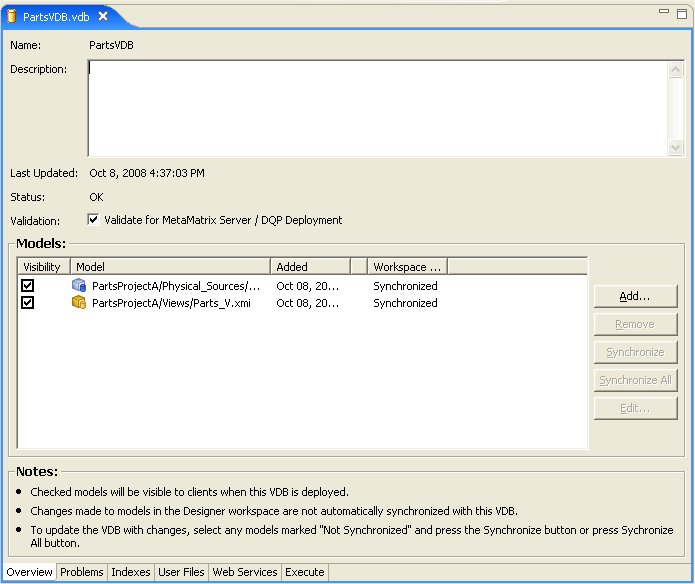 PartsVDB.vdb
Name: PartsVDB
Description:
Last Updated: Oct 8, 2008 4:37:03 PM
Status: OK
Validation: Validate for MetaMatrix Server / DQP Deployment
Models:
Visibility Model Added Workspace ...
PartsProjectA/Physical_Sources/... Oct 08, 20... Synchronized
PartsProjectA/Views/Parts_V.xmi Oct 08, 20... Synchronized
Add...
Remove
Synchronize
Synchronize All
Edit...
Notes:
• Checked models will be visible to clients when this VDB is deployed.
• Changes made to models in the Designer workspace are not automatically synchronized with this VDB.
• To update the VDB with changes, select any models marked "Not Synchronized" and press the Synchronize button or press Sychronize
All button.
Overview Problems Indexes User Files Web Services Execute